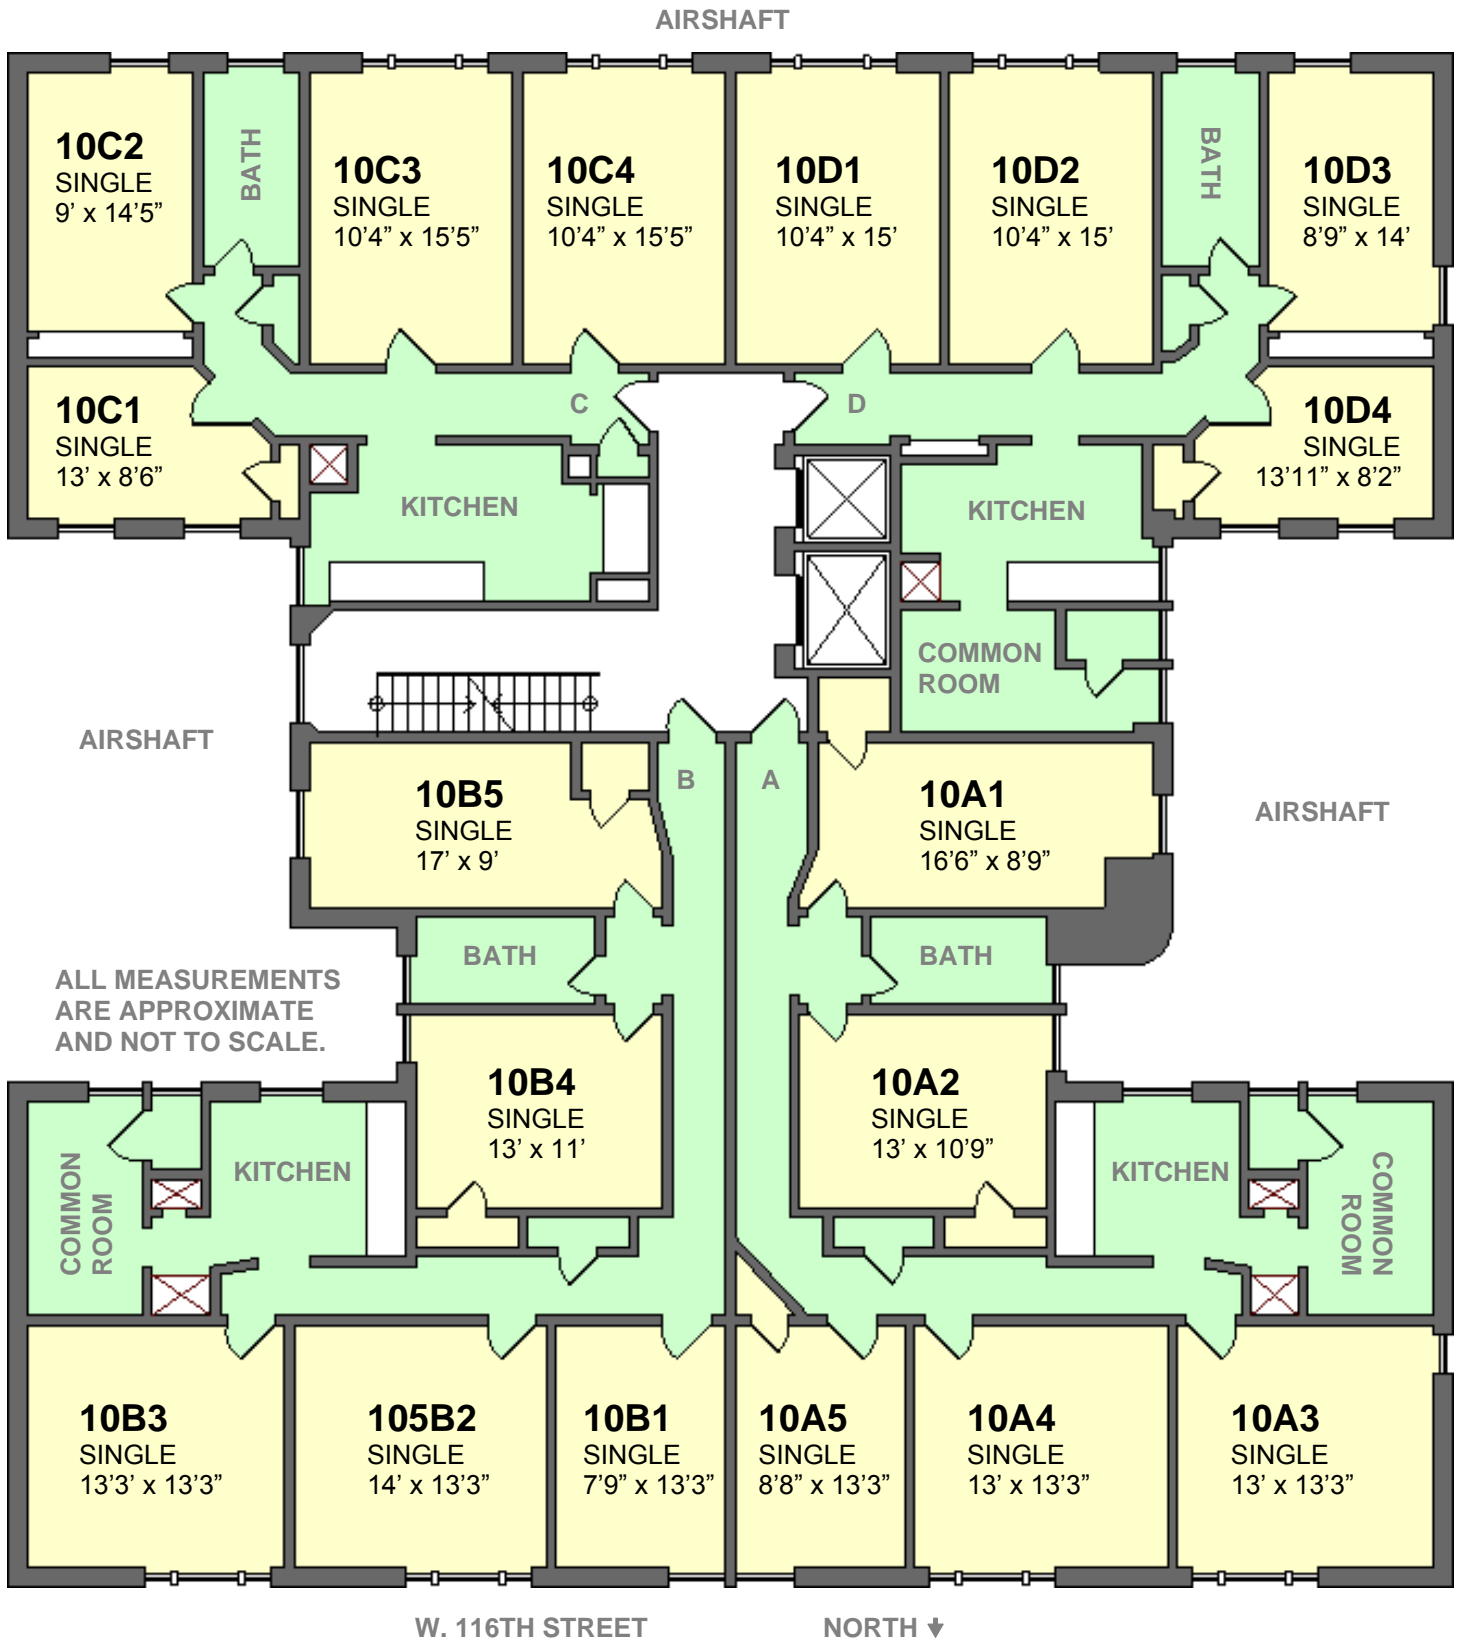 AIRSHAFT
10C2
SINGLE
9’ x 14’5”
BATH
10C3
SINGLE
10’4” x 15’5”
10C4
SINGLE
10’4” x 15’5”
10D1
SINGLE
10’4” x 15’
10D2
SINGLE
10’4” x 15’
BATH
10D3
SINGLE
8’9” x 14’
10C1
SINGLE
13’ x 8’6”
C
D
10D4
SINGLE
13’11” x 8’2”
KITCHEN
KITCHEN
COMMON
ROOM
AIRSHAFT
10B5
SINGLE
17’ x 9’
B
A
10A1
SINGLE
16’6” x 8’9”
AIRSHAFT
BATH
BATH
ALL MEASUREMENTS
ARE APPROXIMATE
AND NOT TO SCALE.
10B4
SINGLE
13’ x 11’
10A2
SINGLE
13’ x 10’9”
COMMON
ROOM
KITCHEN
KITCHEN
COMMON
ROOM
10B3
SINGLE
13’3’ x 13’3”
105B2
SINGLE
14’ x 13’3”
10B1
SINGLE
7’9” x 13’3”
10A5
SINGLE
8’8” x 13’3”
10A4
SINGLE
13’ x 13’3”
10A3
SINGLE
13’ x 13’3”
W. 116TH STREET
NORTH